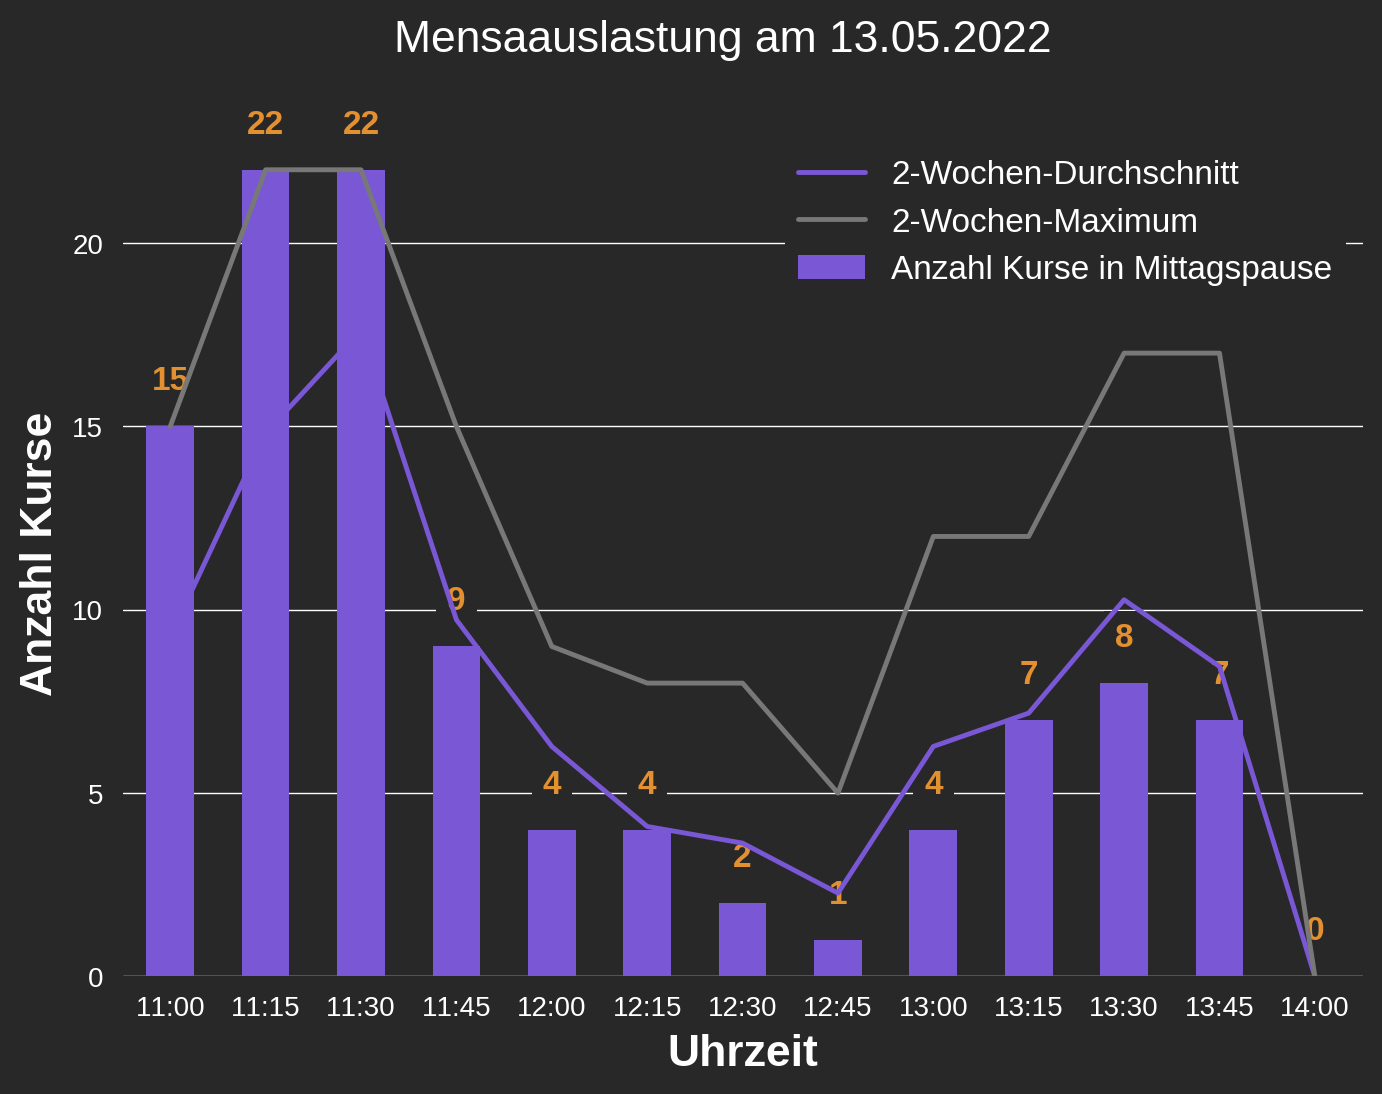 Mensaauslastung am 13.05.2022
22 22
2-Wochen-Durchschnitt
2-Wochen-Maximum
20
Anzahl Kurse in Mittagspause
15
15
Anzahl Kurse
10
9
8
7 7
5
4 4 4
2
1
0
0
11:00 11:15 11:30 11:45 12:00 12:15 12:30 12:45 13:00 13:15 13:30 13:45 14:00
Uhrzeit